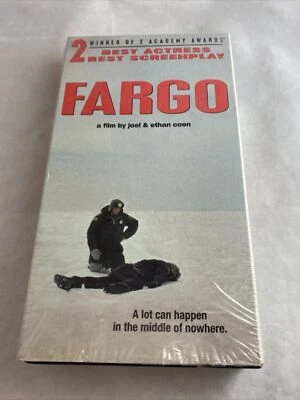 2 WINNER OF 2 ACADEMY AWARDS®
BEST ACTRESS
BEST SCREENPLAY
FARGO
a film by joel & ethan coen
A lot can happen
in the middle of nowhere.